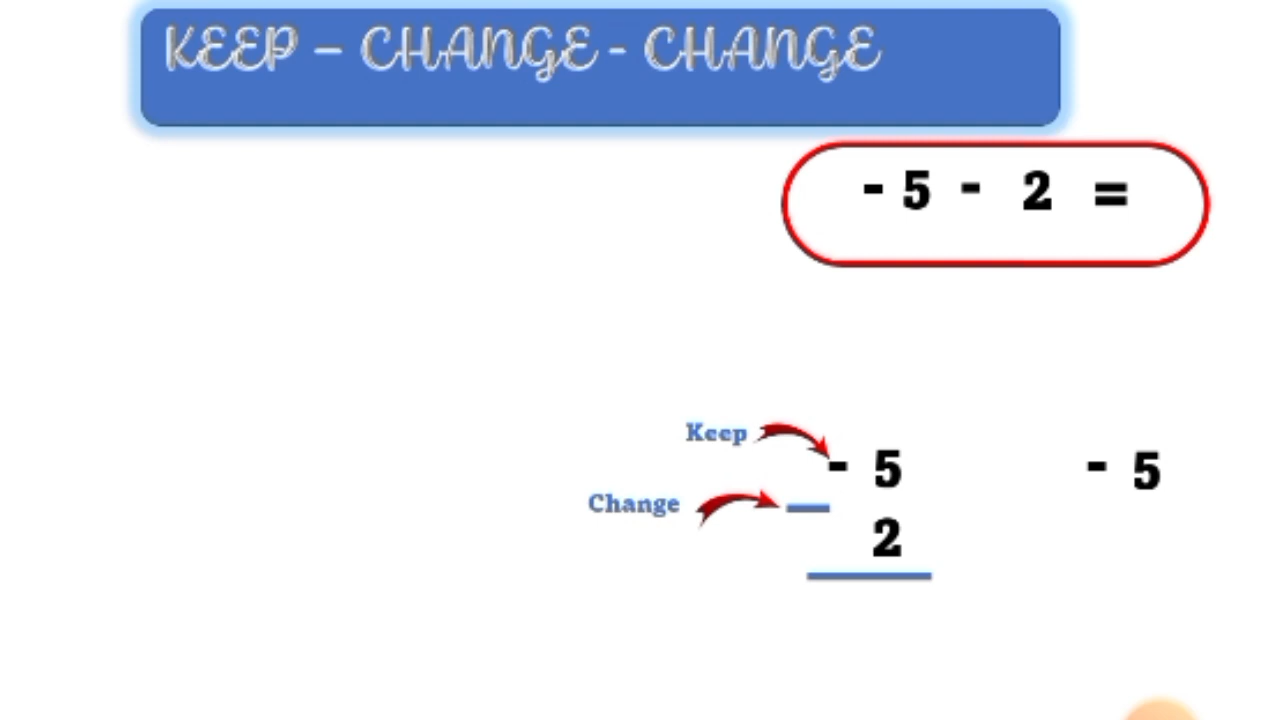 KEEP – CHANGE - CHANGE
- 5 - 2 =
Keep
- 5
- 5
Change
—
2